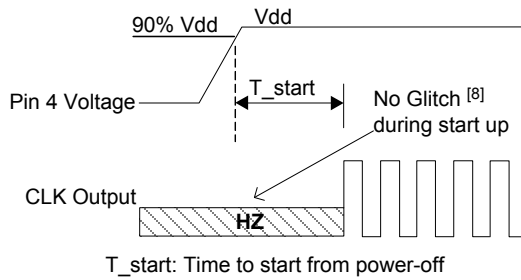 90% Vdd
Vdd
T_start
Pin 4 Voltage
No Glitch [8]
during start up
CLK Output
HZ
T_start: Time to start from power-off